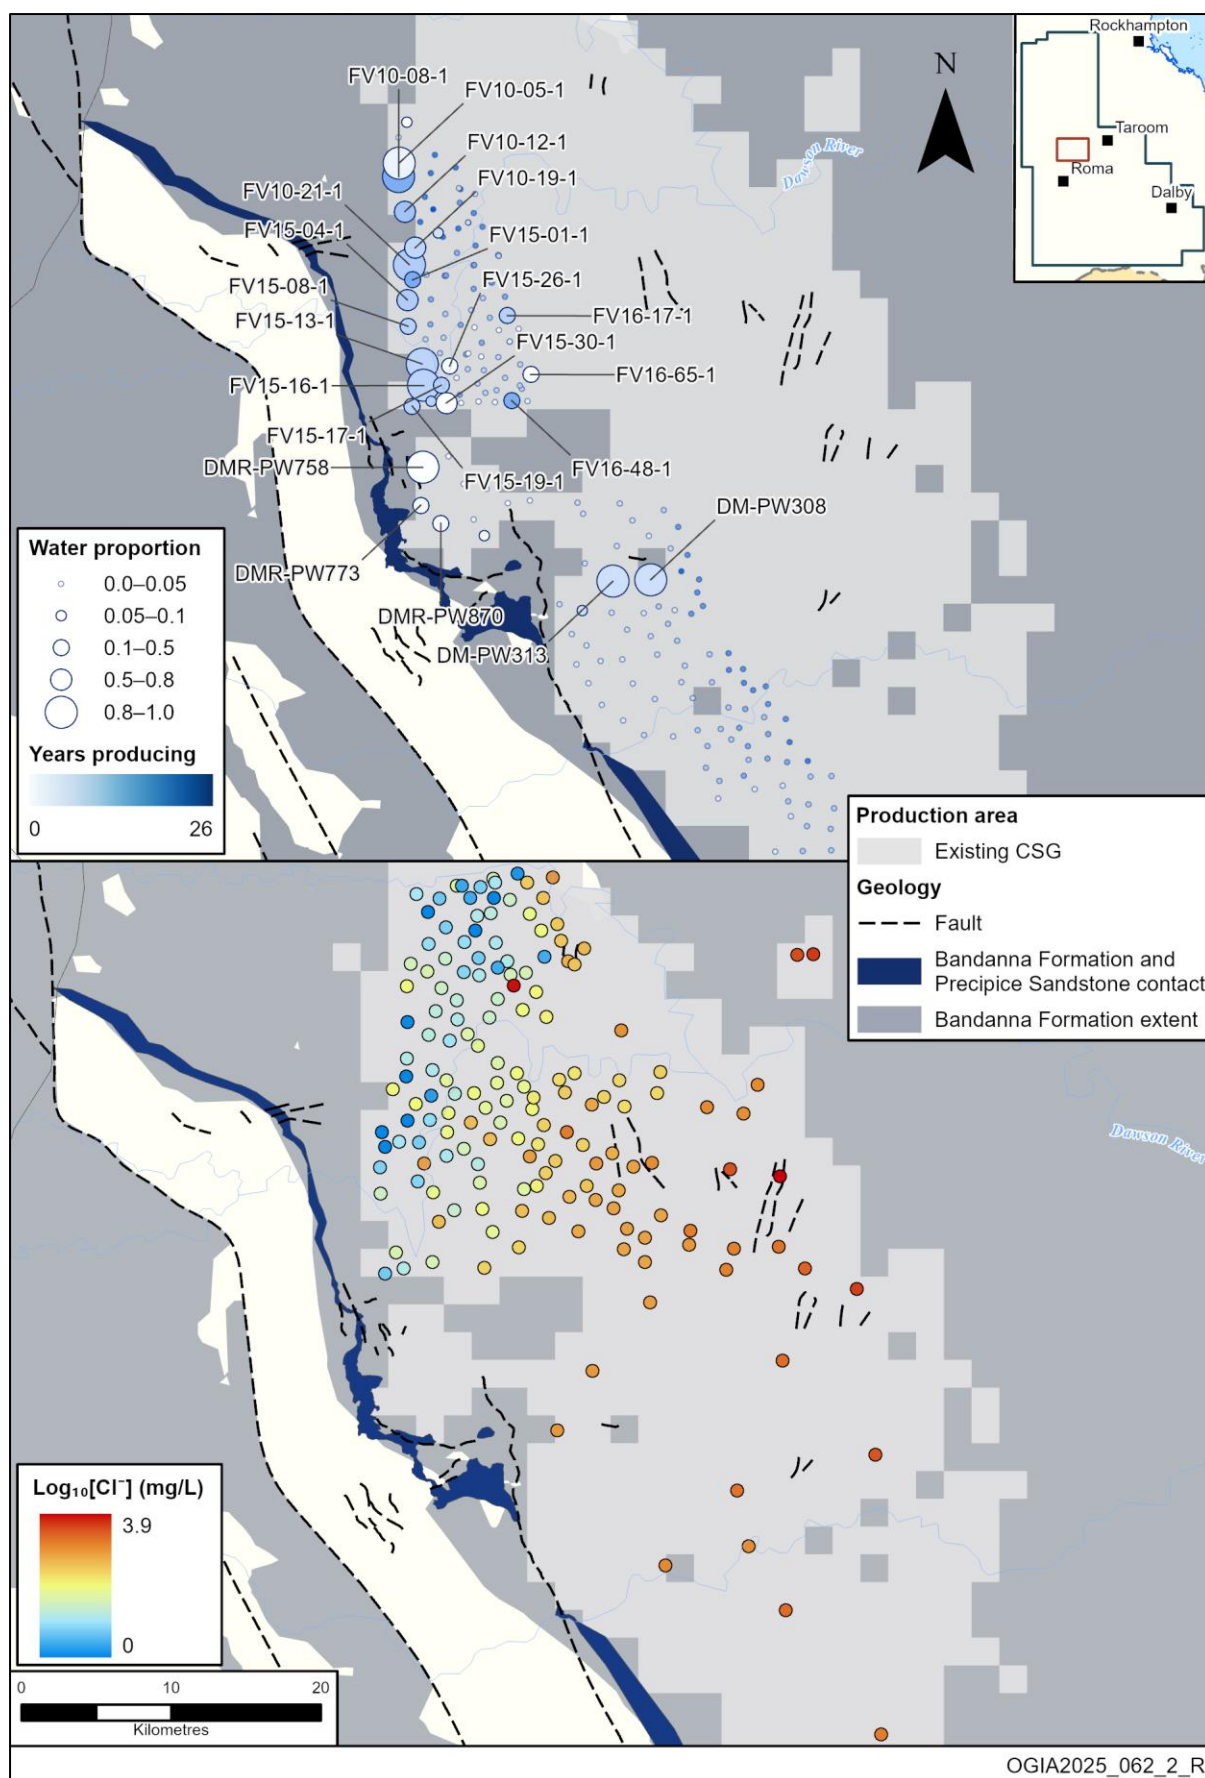 Rockhampton
Taroom
Roma
Dalby
N
Dawson River
FV10-08-1
FV10-05-1
FV10-12-1
FV10-19-1
FV10-21-1
FV15-04-1
FV15-01-1
FV15-26-1
FV15-08-1
FV15-13-1
FV16-17-1
FV15-30-1
FV15-16-1
FV16-65-1
FV15-17-1
DMR-PW758
FV15-19-1
FV16-48-1
DM-PW308
DMR-PW773
DMR-PW870
DM-PW313
Water proportion
0.0–0.05
0.05–0.1
0.1–0.5
0.5–0.8
0.8–1.0
Years producing
0 26
Production area
Existing CSG
Geology
Fault
Bandanna Formation and
Precipice Sandstone contact
Bandanna Formation extent
Dawson River
Log₁₀[Cl⁻] (mg/L)
3.9
0
0 10 20
Kilometres
OGIA2025_062_2_R